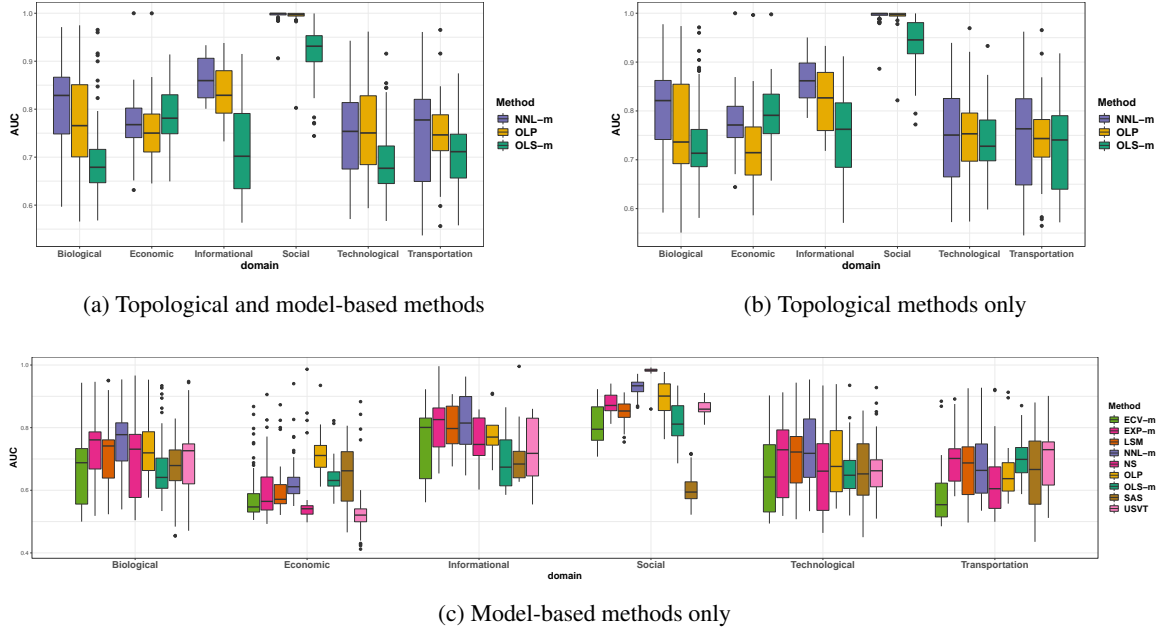 1.0
0.9
0.8
0.7
0.6
AUC
Biological Economic Informational Social Technological Transportation
domain
Method
NNL-m
OLP
OLS-m
(a) Topological and model-based methods
1.0
0.9
0.8
0.7
0.6
AUC
Biological Economic Informational Social Technological Transportation
domain
Method
NNL-m
OLP
OLS-m
(b) Topological methods only
1.0
0.8
0.6
0.4
AUC
Biological Economic Informational Social Technological Transportation
domain
Method
ECV-m
EXP-m
LSM
NNL-m
NS
OLP
OLS-m
SAS
USVT
(c) Model-based methods only